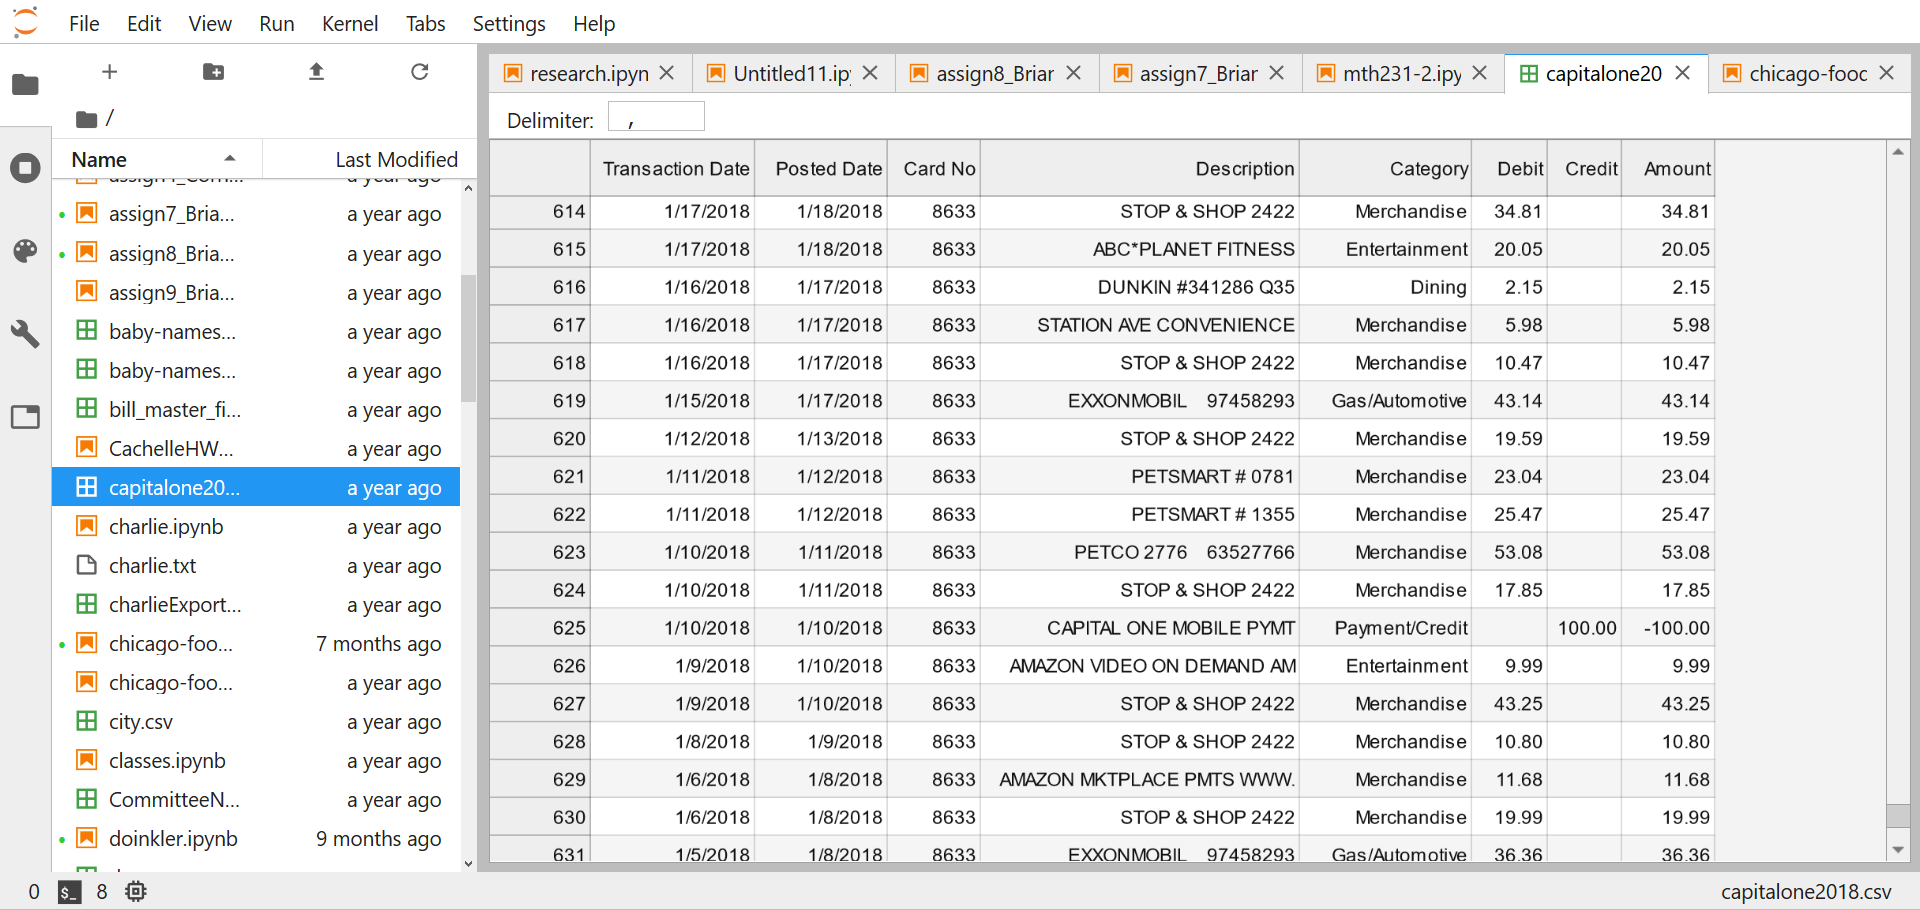 File Edit View Run Kernel Tabs Settings Help
research.ipyn Untitled11.ip assign8_Briar assign7_Briar mth231-2.ipy capitalone20 chicago-food
/
Delimiter: ,
Name Last Modified
a year ago
assign7_Bria... a year ago
assign8_Bria... a year ago
assign9_Bria... a year ago
baby-names... a year ago
baby-names... a year ago
bill_master_fi... a year ago
CachelleHW... a year ago
capitalone20... a year ago
charlie.ipynb a year ago
charlie.txt a year ago
charlieExport... a year ago
chicago-foo... 7 months ago
chicago-foo... a year ago
city.csv a year ago
classes.ipynb a year ago
CommitteeN... a year ago
doinkler.ipynb 9 months ago
Transaction Date Posted Date Card No Description Category Debit Credit Amount
614 1/17/2018 1/18/2018 8633 STOP & SHOP 2422 Merchandise 34.81 34.81
615 1/17/2018 1/18/2018 8633 ABC*PLANET FITNESS Entertainment 20.05 20.05
616 1/16/2018 1/17/2018 8633 DUNKIN #341286 Q35 Dining 2.15 2.15
617 1/16/2018 1/17/2018 8633 STATION AVE CONVENIENCE Merchandise 5.98 5.98
618 1/16/2018 1/17/2018 8633 STOP & SHOP 2422 Merchandise 10.47 10.47
619 1/15/2018 1/17/2018 8633 EXXONMOBIL 97458293 Gas/Automotive 43.14 43.14
620 1/12/2018 1/13/2018 8633 STOP & SHOP 2422 Merchandise 19.59 19.59
621 1/11/2018 1/12/2018 8633 PETSMART # 0781 Merchandise 23.04 23.04
622 1/11/2018 1/12/2018 8633 PETSMART # 1355 Merchandise 25.47 25.47
623 1/10/2018 1/11/2018 8633 PETCO 2776 63527766 Merchandise 53.08 53.08
624 1/10/2018 1/11/2018 8633 STOP & SHOP 2422 Merchandise 17.85 17.85
625 1/10/2018 1/10/2018 8633 CAPITAL ONE MOBILE PYMT Payment/Credit 100.00 -100.00
626 1/9/2018 1/10/2018 8633 AMAZON VIDEO ON DEMAND AM Entertainment 9.99 9.99
627 1/9/2018 1/10/2018 8633 STOP & SHOP 2422 Merchandise 43.25 43.25
628 1/8/2018 1/9/2018 8633 STOP & SHOP 2422 Merchandise 10.80 10.80
629 1/6/2018 1/8/2018 8633 AMAZON MKTPLACE PMTS WWW. Merchandise 11.68 11.68
630 1/6/2018 1/8/2018 8633 STOP & SHOP 2422 Merchandise 19.99 19.99
631 1/5/2018 1/8/2018 8633 EXXONMOBIL 97458293 Gas/Automotive 36.36 36.36
0 $_ 8 capitalone2018.csv